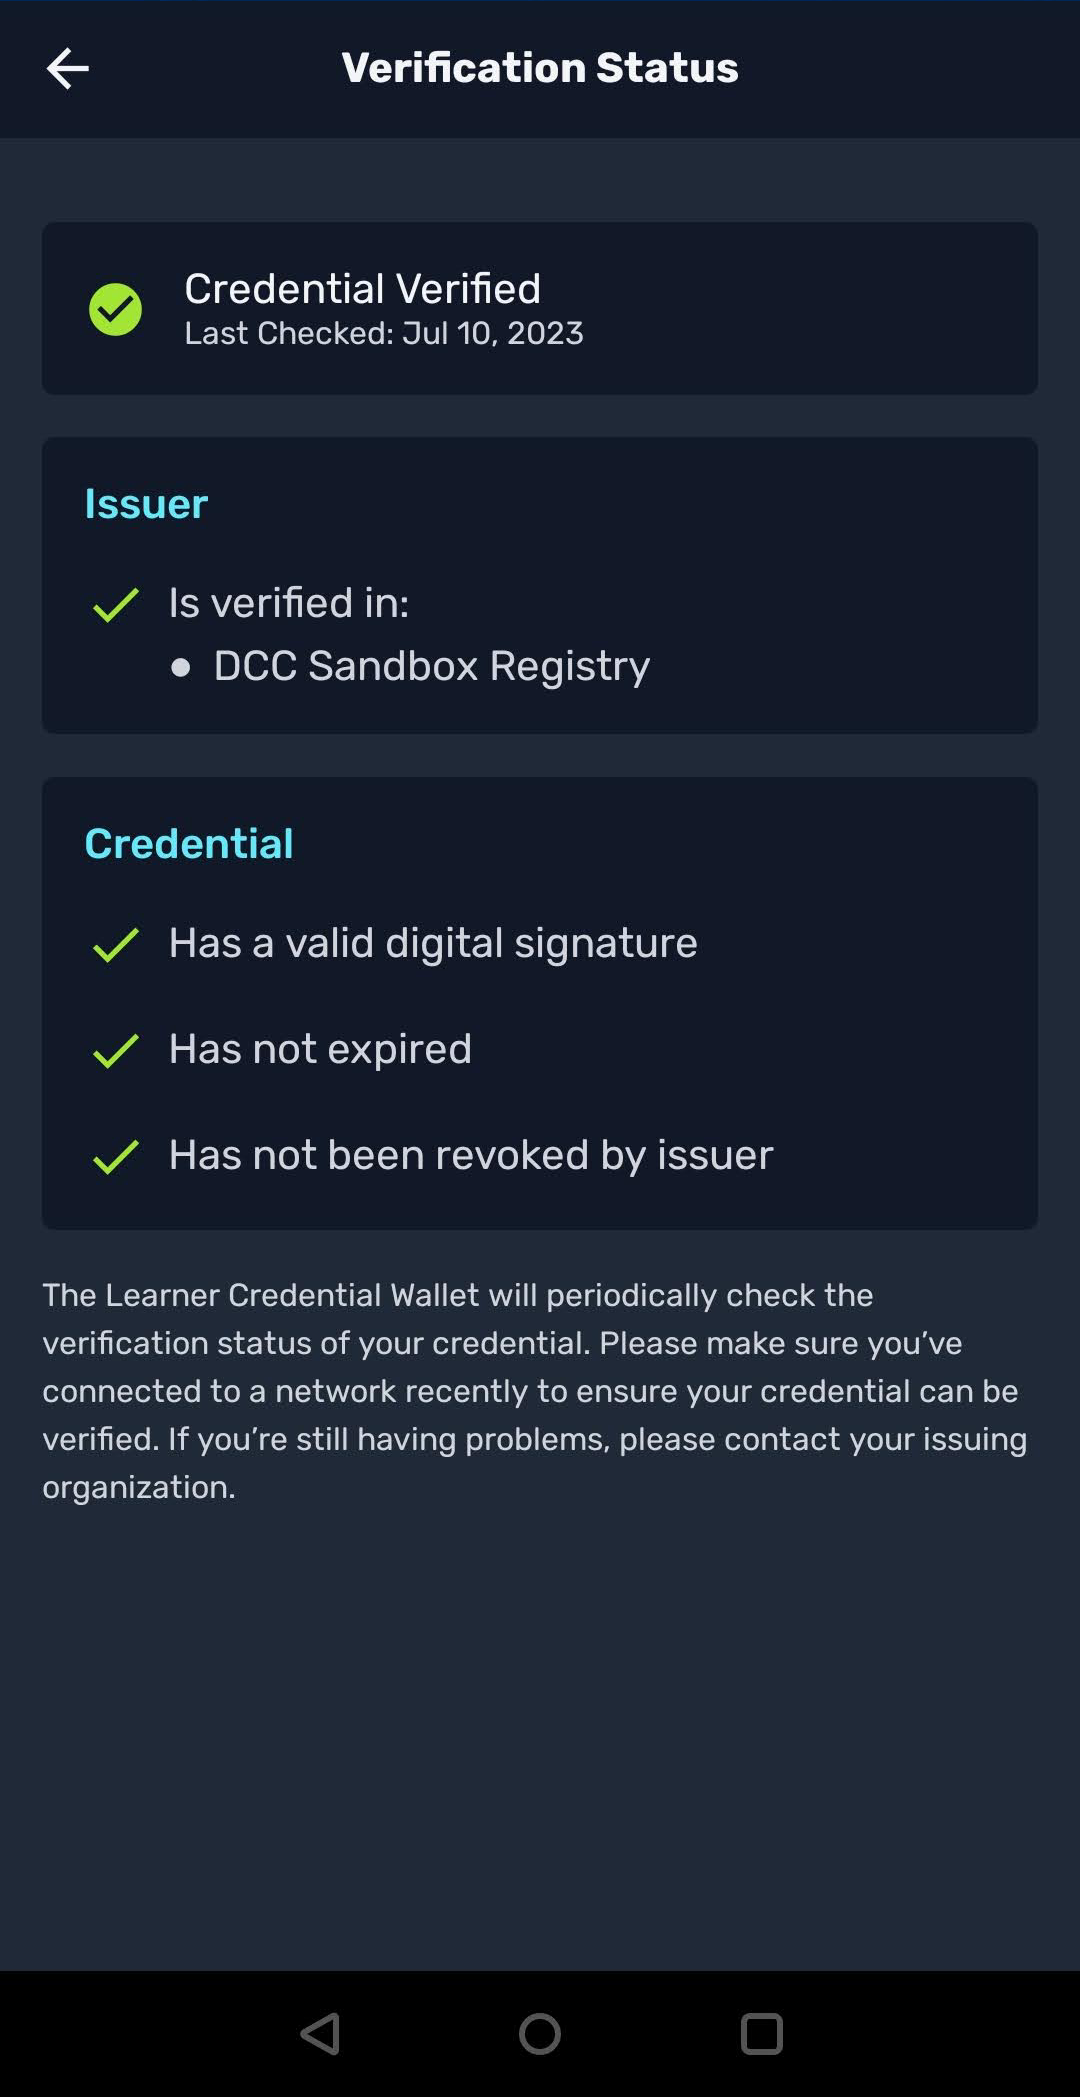 Verification Status
Credential Verified
Last Checked: Jul 10, 2023
Issuer
Is verified in:
● DCC Sandbox Registry
Credential
Has a valid digital signature
Has not expired
Has not been revoked by issuer
The Learner Credential Wallet will periodically check the
verification status of your credential. Please make sure you’ve
connected to a network recently to ensure your credential can be
verified. If you’re still having problems, please contact your issuing
organization.